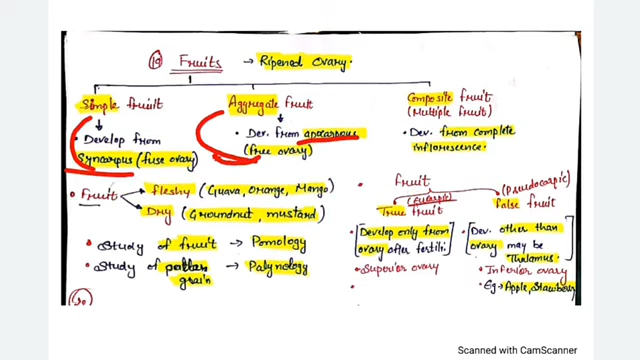 19 Fruits → Ripened Ovary.
Simple fruit
Aggregate fruit
Composite fruit
(Multiple fruit)
• Develop from
Syncarpus (fuse ovary)
• Dev. from apocarpous
(free ovary)
• Dev. from complete
inflorescence.
• Fruit → fleshy (Guava, Orange, Mango)
→ Dry (Groundnut, mustard)
• Study of fruit → Pomology
• Study of pollen grain → Palynology
• Fruit
(Eucarpic)
True fruit
(Pseudocarpic)
false fruit
• [Develop only from
ovary after fertili]
• Superior ovary
• [Dev. other than
ovary may be
Thalamus.]
• Inferior ovary
• Eg → Apple, Strawberry
20
Scanned with CamScanner